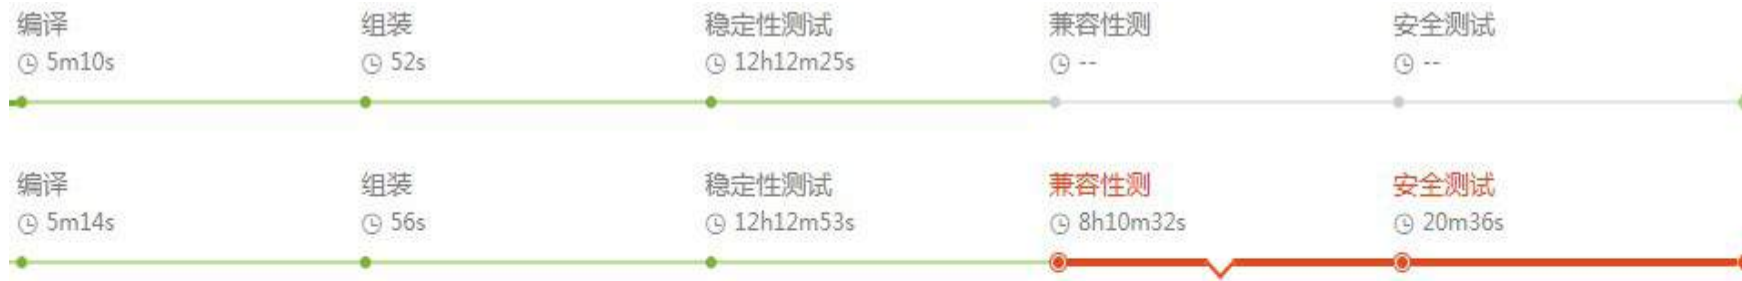 编译 组装 稳定性测试 兼容性测 安全测试
5m10s 52s 12h12m25s -- --
编译 组装 稳定性测试 兼容性测 安全测试
5m14s 56s 12h12m53s 8h10m32s 20m36s